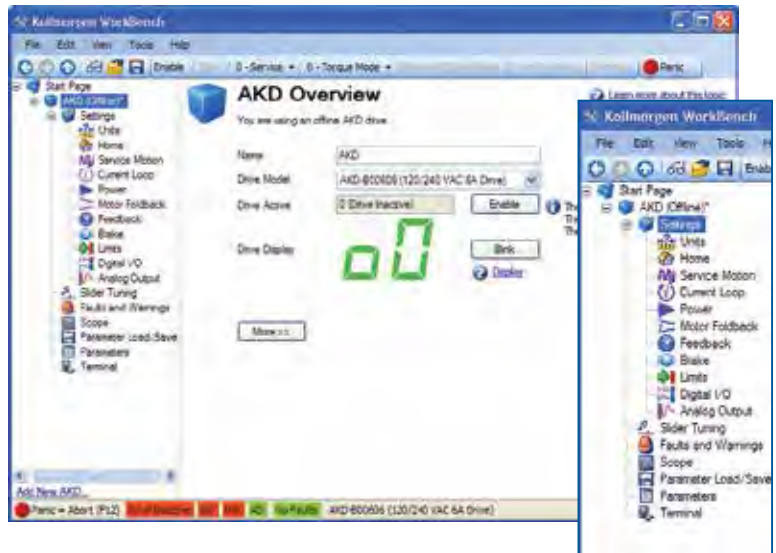 Kollmorgen WorkBench
File Edit View Tools Help
Enable 0 - Service 0 - Torque Mode Panic
Start Page
AKD (Offline)*
Settings
Units
Home
Service Motion
Current Loop
Power
Motor Foldback
Feedback
Brake
Limits
Digital I/O
Analog Output
Slider Tuning
Faults and Warnings
Scope
Parameter Load/Save
Parameters
Terminal
Add New AKD...
AKD Overview
Learn more about this topic
You are using an offline AKD drive.
Name AKD
Drive Model AKD-B00606 (120/240 VAC 6A Drive)
Drive Active 0 Drive Inactive Enable
The
The
The
Drive Display o0 Blink
Display
More >>
Panic = Abort (F12) No Faults AKD-B00606 (120/240 VAC 6A Drive)
Kollmorgen WorkBench
File Edit View Tools H
Enab
Start Page
AKD (Offline)*
Settings
Units
Home
Service Motion
Current Loop
Power
Motor Foldback
Feedback
Brake
Limits
Digital I/O
Analog Output
Slider Tuning
Faults and Warnings
Scope
Parameter Load/Save
Parameters
Terminal